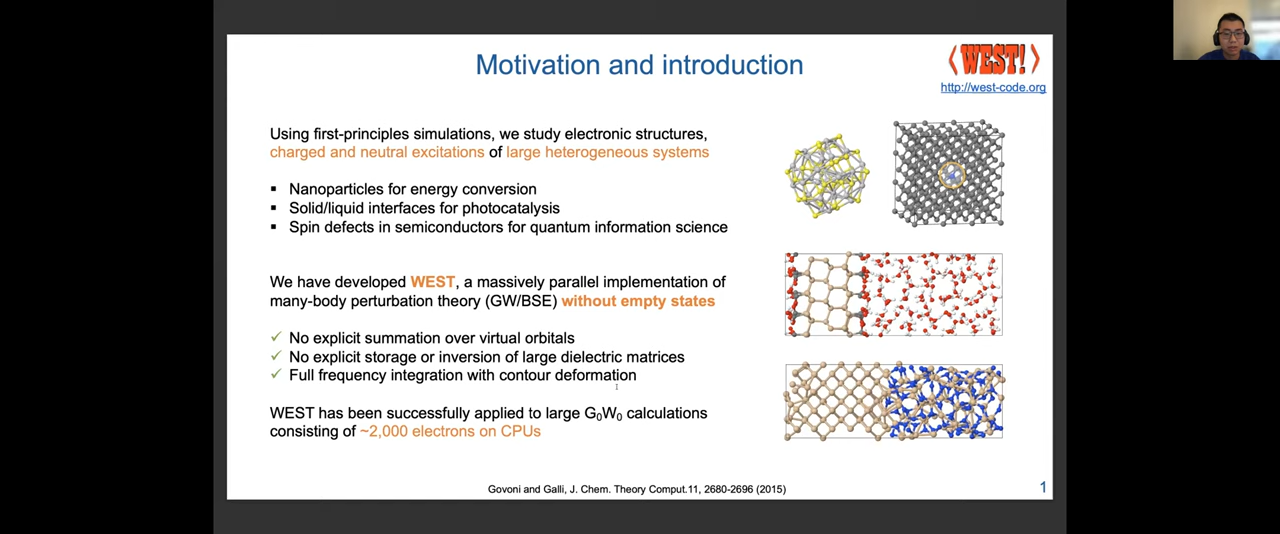 Motivation and introduction
⟨WEST!⟩
http://west-code.org
Using first-principles simulations, we study electronic structures,
charged and neutral excitations of large heterogeneous systems
▪ Nanoparticles for energy conversion
▪ Solid/liquid interfaces for photocatalysis
▪ Spin defects in semiconductors for quantum information science
We have developed WEST, a massively parallel implementation of
many-body perturbation theory (GW/BSE) without empty states
✓ No explicit summation over virtual orbitals
✓ No explicit storage or inversion of large dielectric matrices
✓ Full frequency integration with contour deformation
WEST has been successfully applied to large G₀W₀ calculations
consisting of ~2,000 electrons on CPUs
Govoni and Galli, J. Chem. Theory Comput.11, 2680-2696 (2015)
1